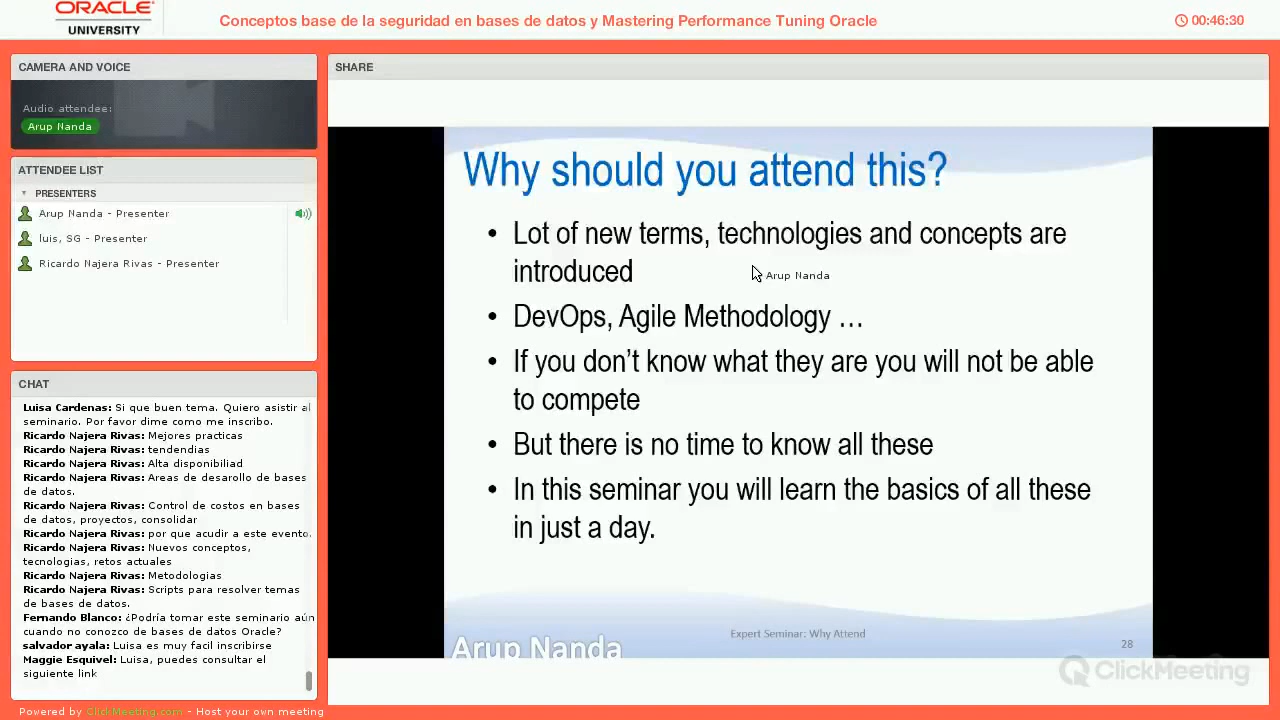 ORACLE
UNIVERSITY
Conceptos base de la seguridad en bases de datos y Mastering Performance Tuning Oracle
00:46:30
CAMERA AND VOICE
Audio attendee:
Arup Nanda
ATTENDEE LIST
PRESENTERS
Arup Nanda - Presenter
luis, SG - Presenter
Ricardo Najera Rivas - Presenter
CHAT
Luisa Cardenas: Si que buen tema. Quiero asistir al
seminario. Por favor dime como me inscribo.
Ricardo Najera Rivas: Mejores practicas
Ricardo Najera Rivas: tendendias
Ricardo Najera Rivas: Alta disponibiliad
Ricardo Najera Rivas: Areas de desarollo de bases
de datos.
Ricardo Najera Rivas: Control de costos en bases
de datos, proyectos, consolidar
Ricardo Najera Rivas: por que acudir a este evento.
Ricardo Najera Rivas: Nuevos conceptos,
tecnologias, retos actuales
Ricardo Najera Rivas: Metodologias
Ricardo Najera Rivas: Scripts para resolver temas
de bases de datos.
Fernando Blanco: ¿Podría tomar este seminario aún
cuando no conozco de bases de datos Oracle?
salvador ayala: Luisa es muy facil inscribirse
Maggie Esquivel: Luisa, puedes consultar el
siguiente link
Powered by ClickMeeting.com - Host your own meeting
SHARE
Why should you attend this?
• Lot of new terms, technologies and concepts are
introduced
Arup Nanda
• DevOps, Agile Methodology …
• If you don’t know what they are you will not be able
to compete
• But there is no time to know all these
• In this seminar you will learn the basics of all these
in just a day.
Expert Seminar: Why Attend
28
Arup Nanda
ClickMeeting